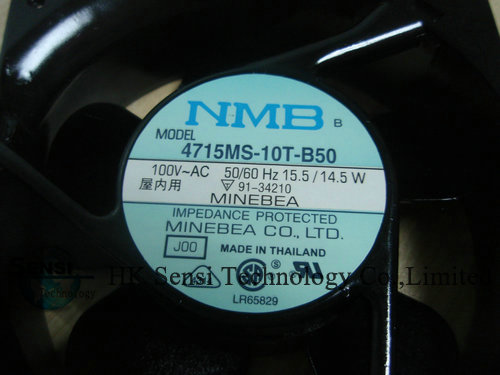 NMB B
MODEL
4715MS-10T-B50
100V~AC 50/60 Hz 15.5/14.5 W
屋内用 91-34210
MINEBEA
IMPEDANCE PROTECTED
MINEBEA CO., LTD.
J00 MADE IN THAILAND
HK Sensi Technology Co.,Limited
LR65829